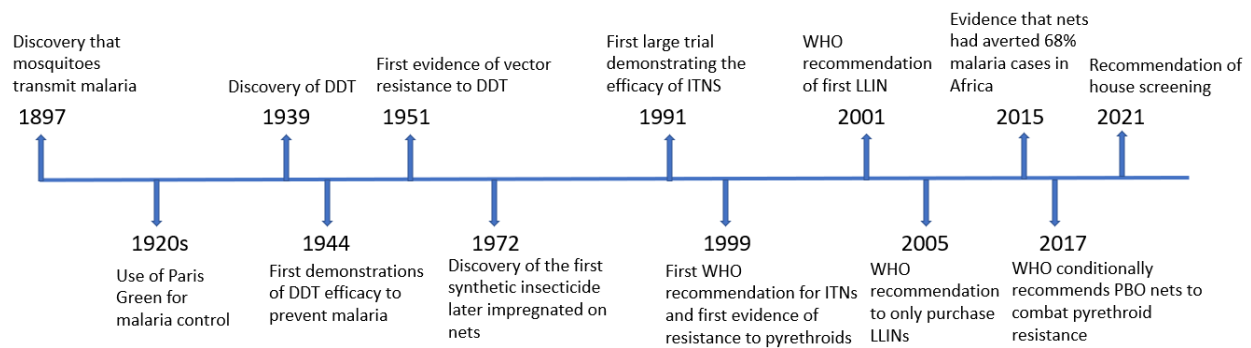 Discovery that
mosquitoes
transmit malaria
1897
Discovery of DDT
1939
First evidence of vector
resistance to DDT
1951
First large trial
demonstrating the
efficacy of ITNS
1991
WHO
recommendation
of first LLIN
2001
Evidence that nets
had averted 68%
malaria cases in
Africa
2015
Recommendation of
house screening
2021
1920s
Use of Paris
Green for
malaria control
1944
First demonstrations
of DDT efficacy to
prevent malaria
1972
Discovery of the first
synthetic insecticide
later impregnated on
nets
1999
First WHO
recommendation for ITNs
and first evidence of
resistance to pyrethroids
2005
WHO
recommendation
to only purchase
LLINs
2017
WHO conditionally
recommends PBO nets to
combat pyrethroid
resistance